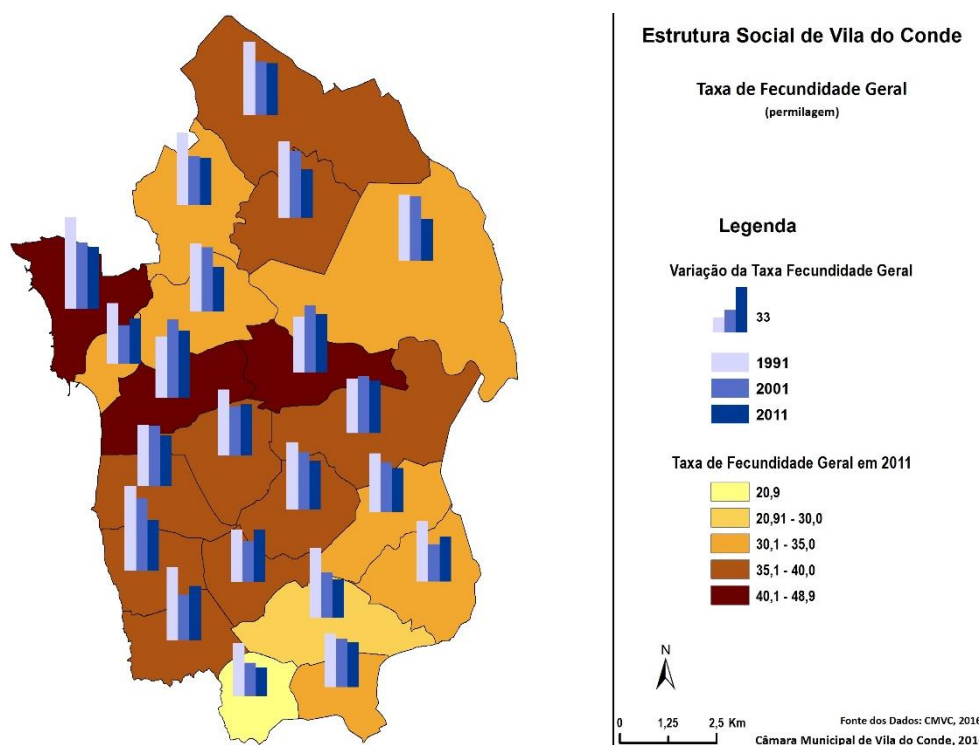 Estrutura Social de Vila do Conde
Taxa de Fecundidade Geral
(permilagem)
Legenda
Variação da Taxa Fecundidade Geral
33
1991
2001
2011
Taxa de Fecundidade Geral em 2011
20,9
20,91 - 30,0
30,1 - 35,0
35,1 - 40,0
40,1 - 48,9
N
0 1,25 2,5 Km
Fonte dos Dados: CMVC, 2016
Câmara Municipal de Vila do Conde, 201